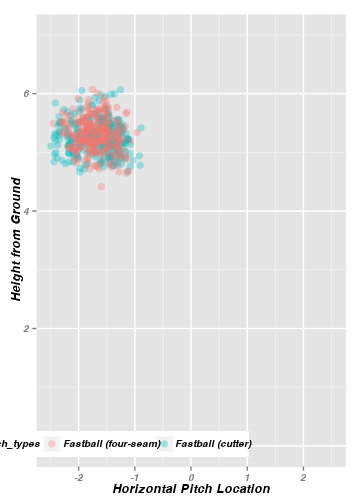 Height from Ground
6
4
2
ch_types Fastball (four-seam) Fastball (cutter)
-2 -1 0 1 2
Horizontal Pitch Location